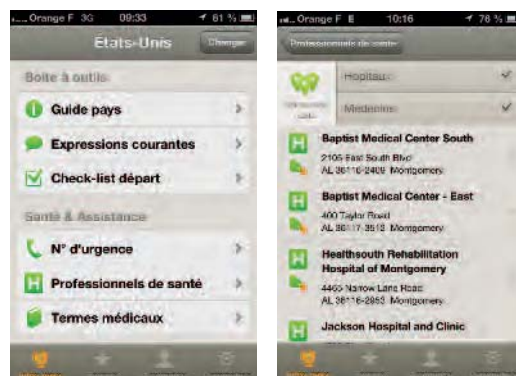 Orange F 3G 09:33 61 %
États-Unis
Changer
Boîte à outils
Guide pays
Expressions courantes
Check-list départ
Santé & Assistance
N° d'urgence
Professionnels de santé
Termes médicaux
Orange F E 10:16 76 %
Professionnels de santé
Hôpitaux
Médecins
Baptist Medical Center South
2105 East South Blvd
AL 36116-2409 Montgomery
Baptist Medical Center - East
400 Taylor Road
AL 36117-3512 Montgomery
Healthsouth Rehabilitation
Hospital of Montgomery
4465 Narrow Lane Road
AL 36116-2953 Montgomery
Jackson Hospital and Clinic